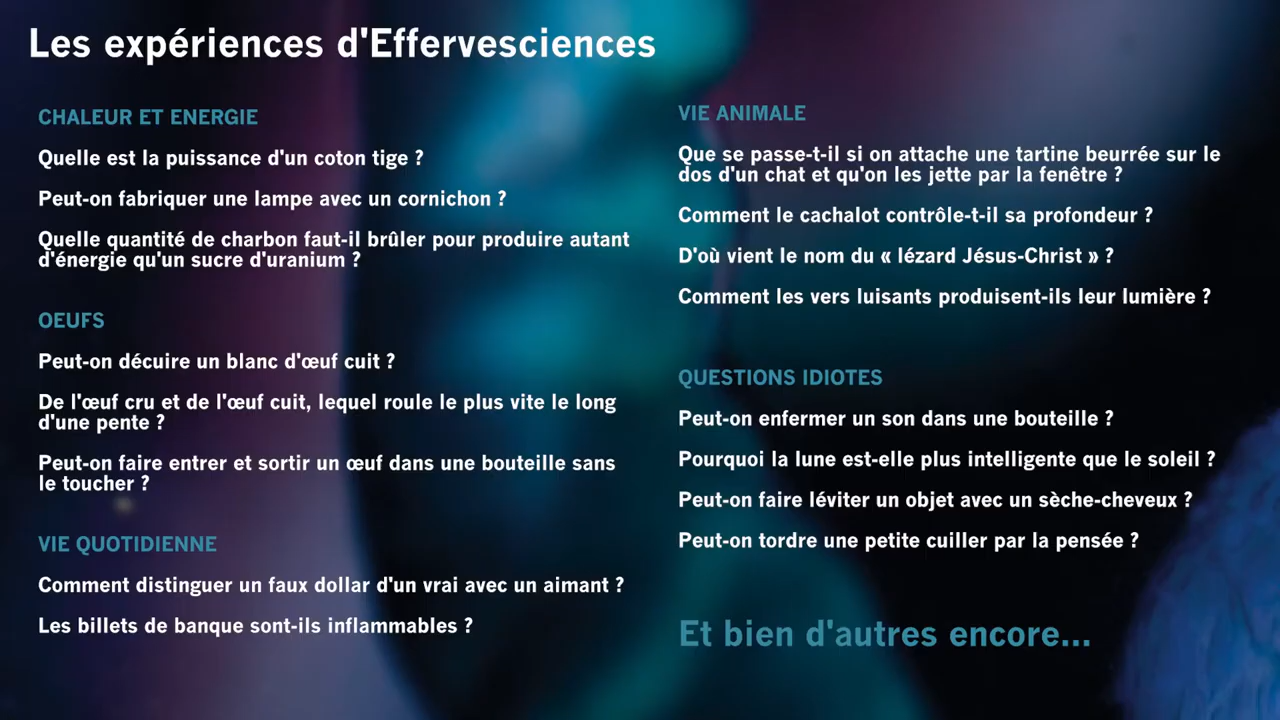 Les expériences d'Effervesciences
CHALEUR ET ENERGIE
Quelle est la puissance d'un coton tige ?
Peut-on fabriquer une lampe avec un cornichon ?
Quelle quantité de charbon faut-il brûler pour produire autant
d'énergie qu'un sucre d'uranium ?
OEUFS
Peut-on décuire un blanc d'œuf cuit ?
De l'œuf cru et de l'œuf cuit, lequel roule le plus vite le long
d'une pente ?
Peut-on faire entrer et sortir un œuf dans une bouteille sans
le toucher ?
VIE QUOTIDIENNE
Comment distinguer un faux dollar d'un vrai avec un aimant ?
Les billets de banque sont-ils inflammables ?
VIE ANIMALE
Que se passe-t-il si on attache une tartine beurrée sur le
dos d'un chat et qu'on les jette par la fenêtre ?
Comment le cachalot contrôle-t-il sa profondeur ?
D'où vient le nom du « lézard Jésus-Christ » ?
Comment les vers luisants produisent-ils leur lumière ?
QUESTIONS IDIOTES
Peut-on enfermer un son dans une bouteille ?
Pourquoi la lune est-elle plus intelligente que le soleil ?
Peut-on faire léviter un objet avec un sèche-cheveux ?
Peut-on tordre une petite cuiller par la pensée ?
Et bien d'autres encore...